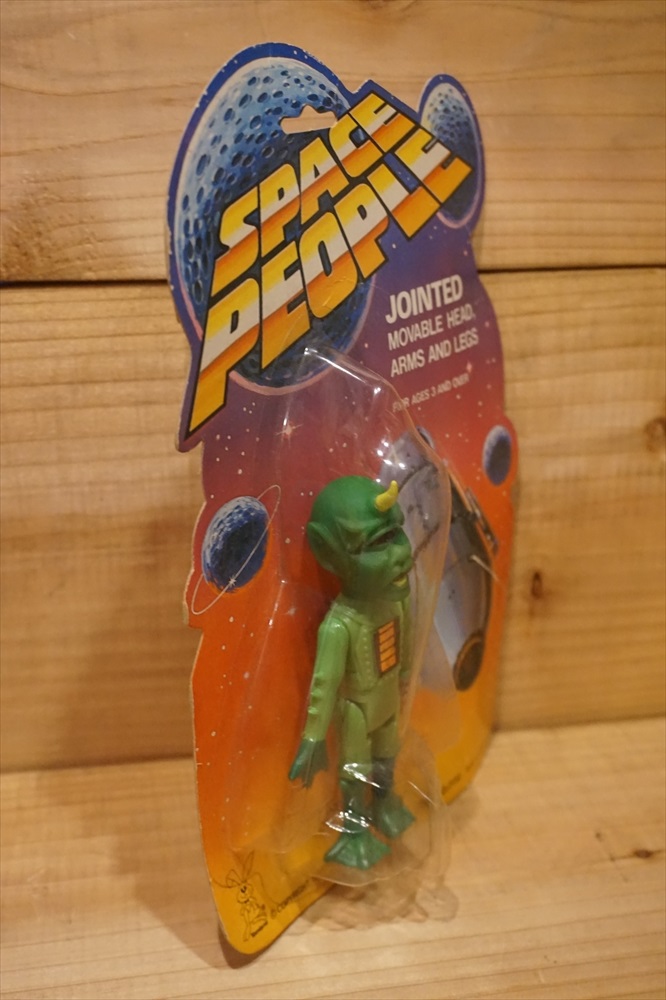 SPACE
PEOPLE
JOINTED
MOVABLE HEAD,
ARMS AND LEGS
FOR AGES 3 AND OVER